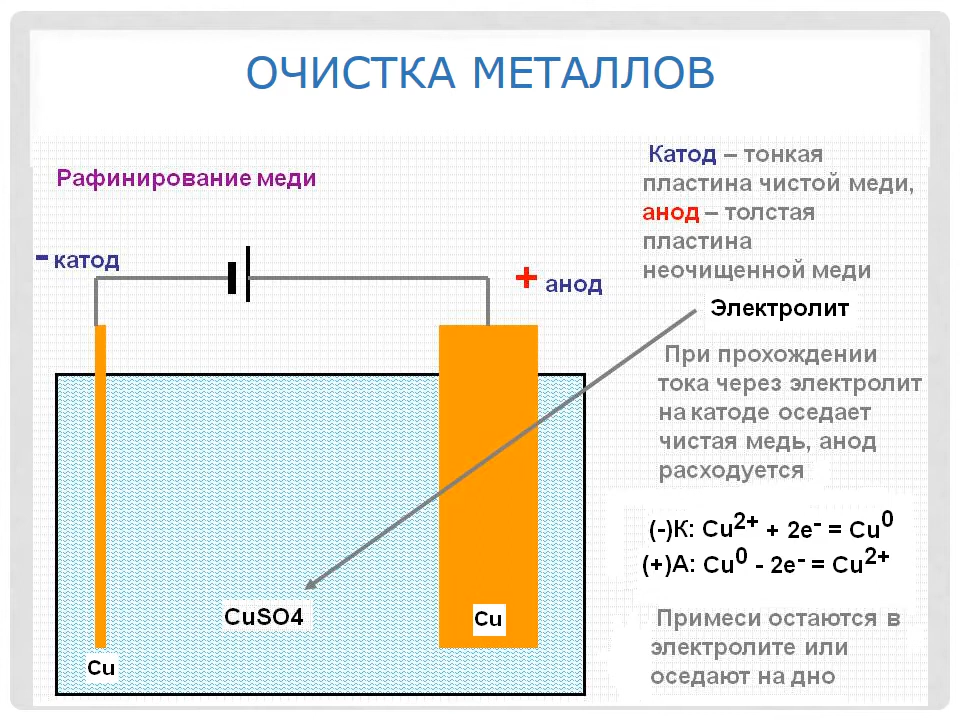 ОЧИСТКА МЕТАЛЛОВ
Рафинирование меди
- катод
+ анод
Cu
CuSO4
Cu
Катод – тонкая
пластина чистой меди,
анод – толстая
пластина
неочищенной меди
Электролит
При прохождении
тока через электролит
на катоде оседает
чистая медь, анод
расходуется
(-)К: Cu²⁺ + 2е⁻ = Cu⁰
(+)А: Cu⁰ - 2е⁻ = Cu²⁺
Примеси остаются в
электролите или
оседают на дно